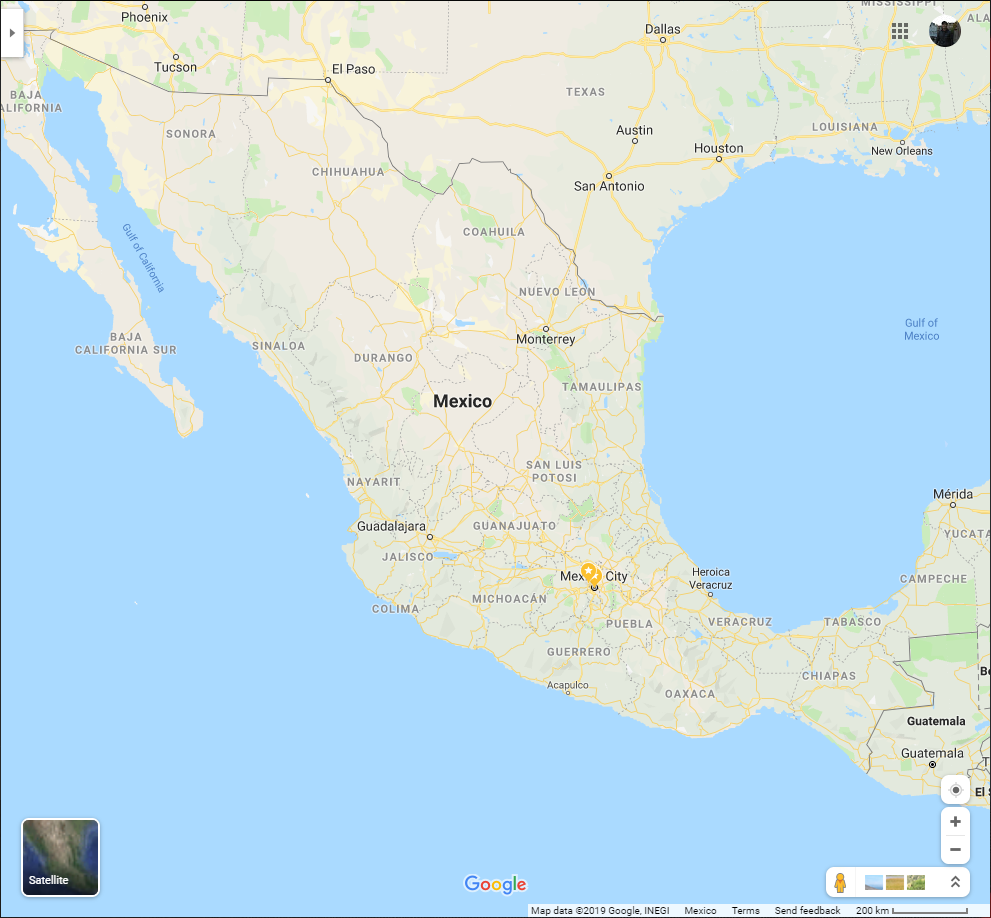 MISSISSIPPI
ALA
Phoenix
Dallas
Tucson
El Paso
BAJA
ALIFORNIA
TEXAS
SONORA
Austin
LOUISIANA
Houston
New Orleans
CHIHUAHUA
San Antonio
COAHUILA
Gulf of California
NUEVO LEON
Gulf of
Mexico
Monterrey
BAJA
CALIFORNIA SUR
SINALOA
DURANGO
TAMAULIPAS
Mexico
SAN LUIS
POTOSI
NAYARIT
Mérida
Guadalajara
GUANAJUATO
YUCATA
JALISCO
Mexico City
Heroica
Veracruz
CAMPECHE
MICHOACÁN
COLIMA
PUEBLA
VERACRUZ
TABASCO
GUERRERO
CHIAPAS
Be
Acapulco
OAXACA
Guatemala
Guatemala
T
El S
Satellite
Google
Map data ©2019 Google, INEGI Mexico Terms Send feedback 200 km